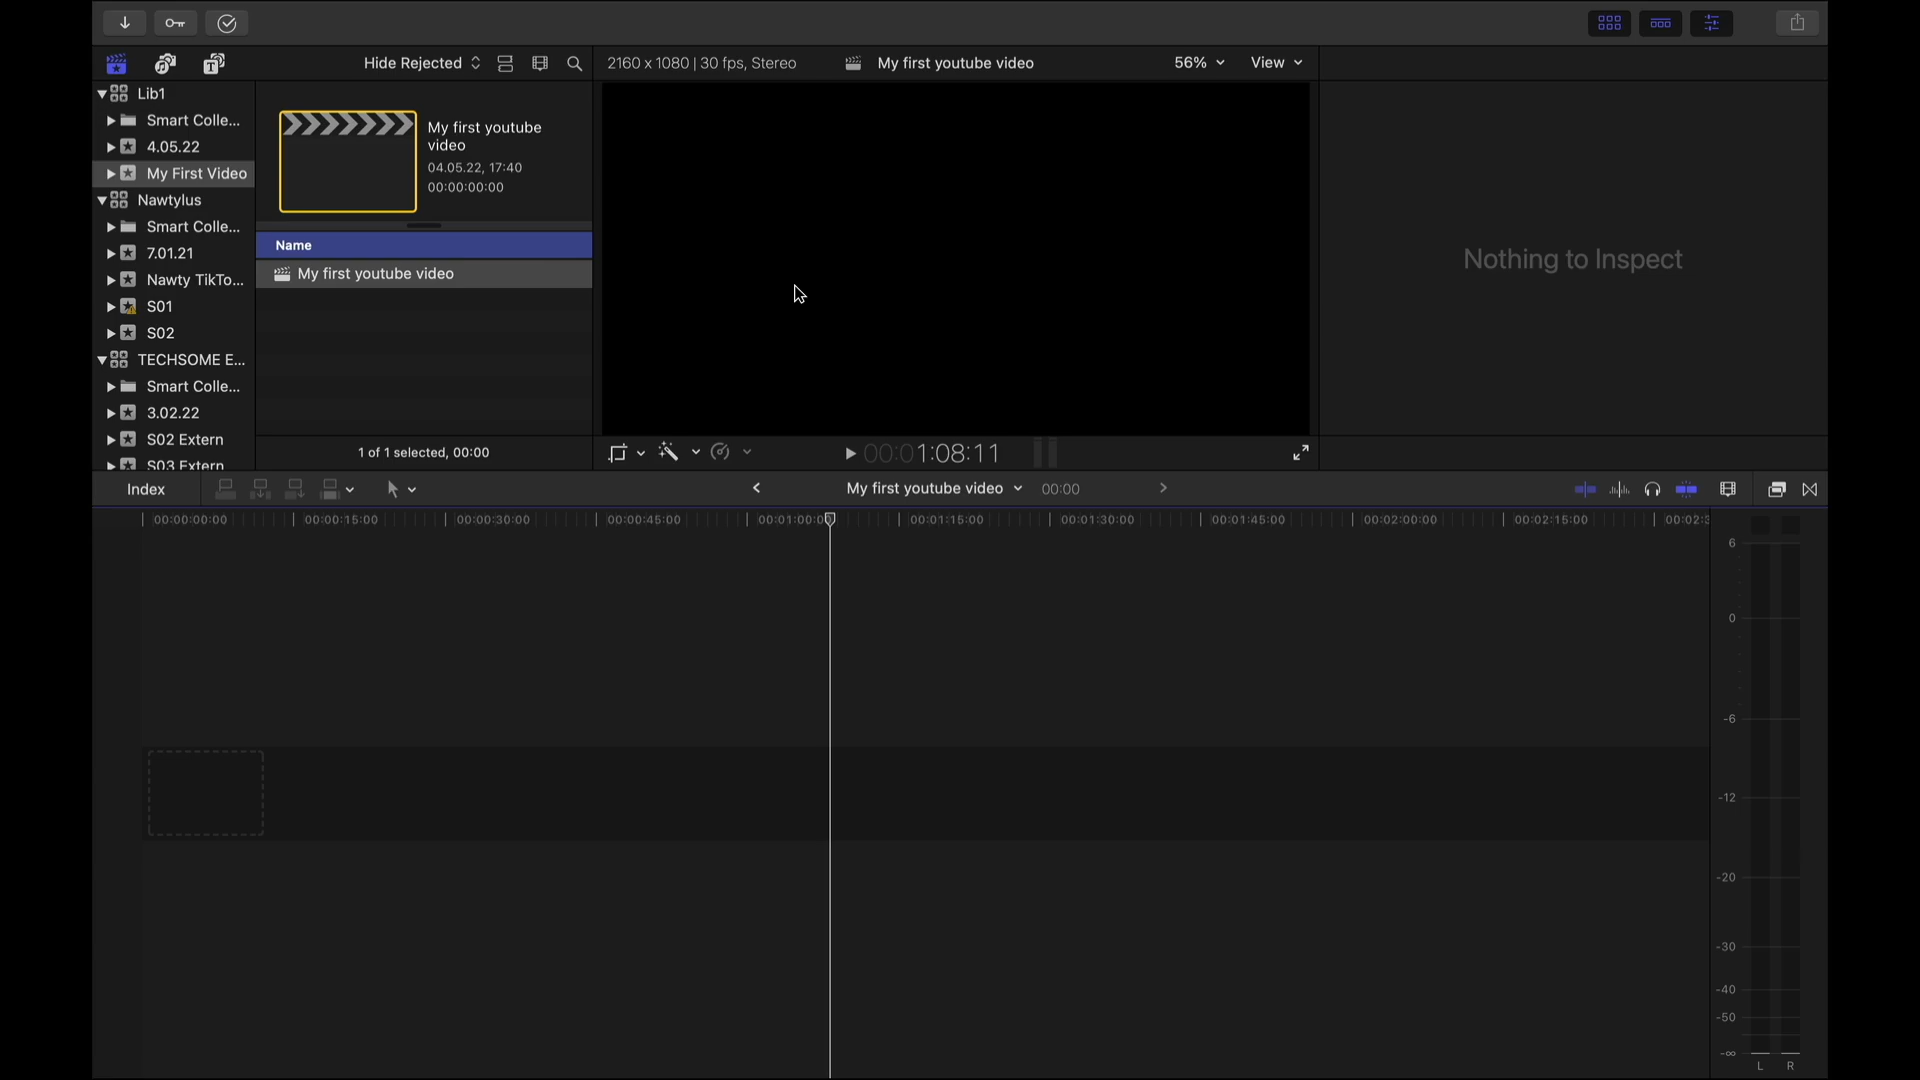 Hide Rejected
2160 x 1080 | 30 fps, Stereo
My first youtube video
56%
View
Lib1
Smart Colle...
4.05.22
My First Video
Nawtylus
Smart Colle...
7.01.21
Nawty TikTo...
S01
S02
TECHSOME E...
Smart Colle...
3.02.22
S02 Extern
S03 Extern
My first youtube
video
04.05.22, 17:40
00:00:00:00
Name
My first youtube video
1 of 1 selected, 00:00
Nothing to Inspect
00:01:08:11
Index
My first youtube video
00:00
00:00:00:00
00:00:15:00
00:00:30:00
00:00:45:00
00:01:00:00
00:01:15:00
00:01:30:00
00:01:45:00
00:02:00:00
00:02:15:00
00:02:3
6
0
-6
-12
-20
-30
-40
-50
-∞
L R